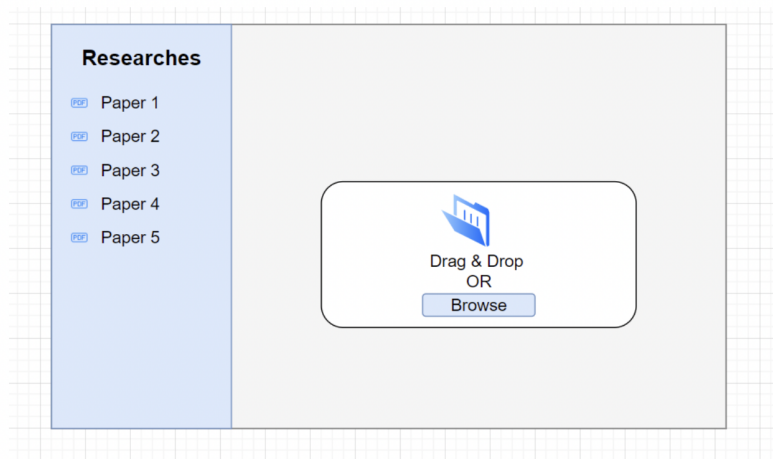 Researches
PDF Paper 1
PDF Paper 2
PDF Paper 3
PDF Paper 4
PDF Paper 5
Drag & Drop
OR
Browse